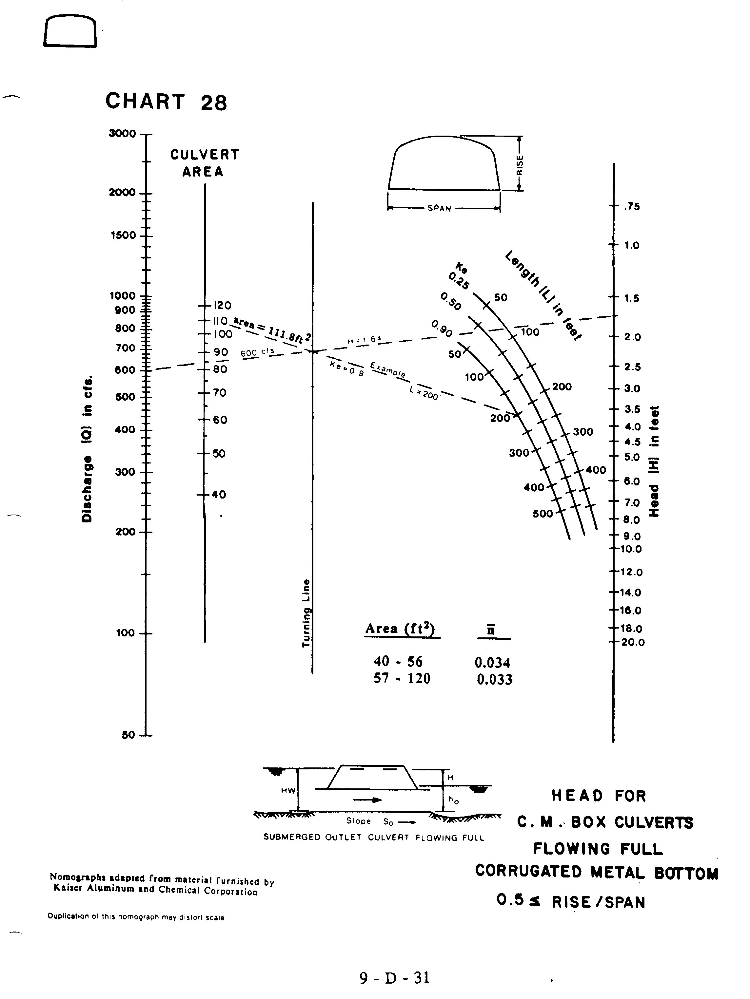 CHART 28
3000
2000
1500
1000
900
800
700
600
500
400
300
200
100
50
Discharge (Q) in cfs.
CULVERT
AREA
120
110
100
90
80
70
60
50
40
area = 111.8ft2
600 cfs
H = 1.64
Ke = 0.9
Example
L = 200'
Turning Line
RISE
SPAN
Ke
0.25
0.50
0.90
Length (L) in feet
50
100
200
300
400
50
100
200
300
400
500
.75
1.0
1.5
2.0
2.5
3.0
3.5
4.0
4.5
5.0
6.0
7.0
8.0
9.0
10.0
12.0
14.0
16.0
18.0
20.0
Head (H) in feet
Area (ft2) n̄
40 - 56 0.034
57 - 120 0.033
HW
H
ho
Slope So
SUBMERGED OUTLET CULVERT FLOWING FULL
HEAD FOR
C. M. BOX CULVERTS
FLOWING FULL
CORRUGATED METAL BOTTOM
0.5 ≤ RISE/SPAN
Nomographs adapted from material furnished by
Kaiser Aluminum and Chemical Corporation
Duplication of this nomograph may distort scale
9 - D - 31